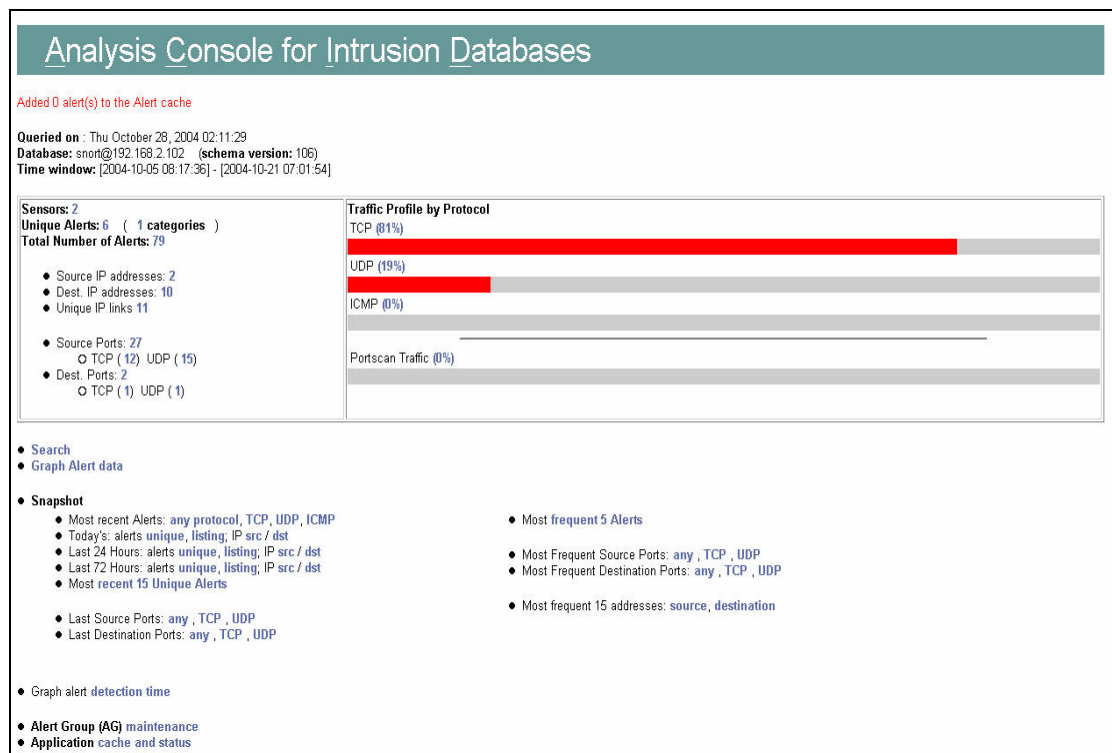 Analysis Console for Intrusion Databases
Added 0 alert(s) to the Alert cache
Queried on : Thu October 28, 2004 02:11:29
Database: snort@192.168.2.102 (schema version: 106)
Time window: [2004-10-05 08:17:36] - [2004-10-21 07:01:54]
Sensors: 2
Unique Alerts: 6 ( 1 categories )
Total Number of Alerts: 79
Source IP addresses: 2
Dest. IP addresses: 10
Unique IP links 11
Source Ports: 27
TCP ( 12) UDP ( 15)
Dest. Ports: 2
TCP ( 1) UDP ( 1)
Traffic Profile by Protocol
TCP (81%)
UDP (19%)
ICMP (0%)
Portscan Traffic (0%)
Search
Graph Alert data
Snapshot
Most recent Alerts: any protocol, TCP, UDP, ICMP
Today's: alerts unique, listing; IP src / dst
Last 24 Hours: alerts unique, listing; IP src / dst
Last 72 Hours: alerts unique, listing; IP src / dst
Most recent 15 Unique Alerts
Last Source Ports: any , TCP , UDP
Last Destination Ports: any , TCP , UDP
Most frequent 5 Alerts
Most Frequent Source Ports: any , TCP , UDP
Most Frequent Destination Ports: any , TCP , UDP
Most frequent 15 addresses: source, destination
Graph alert detection time
Alert Group (AG) maintenance
Application cache and status